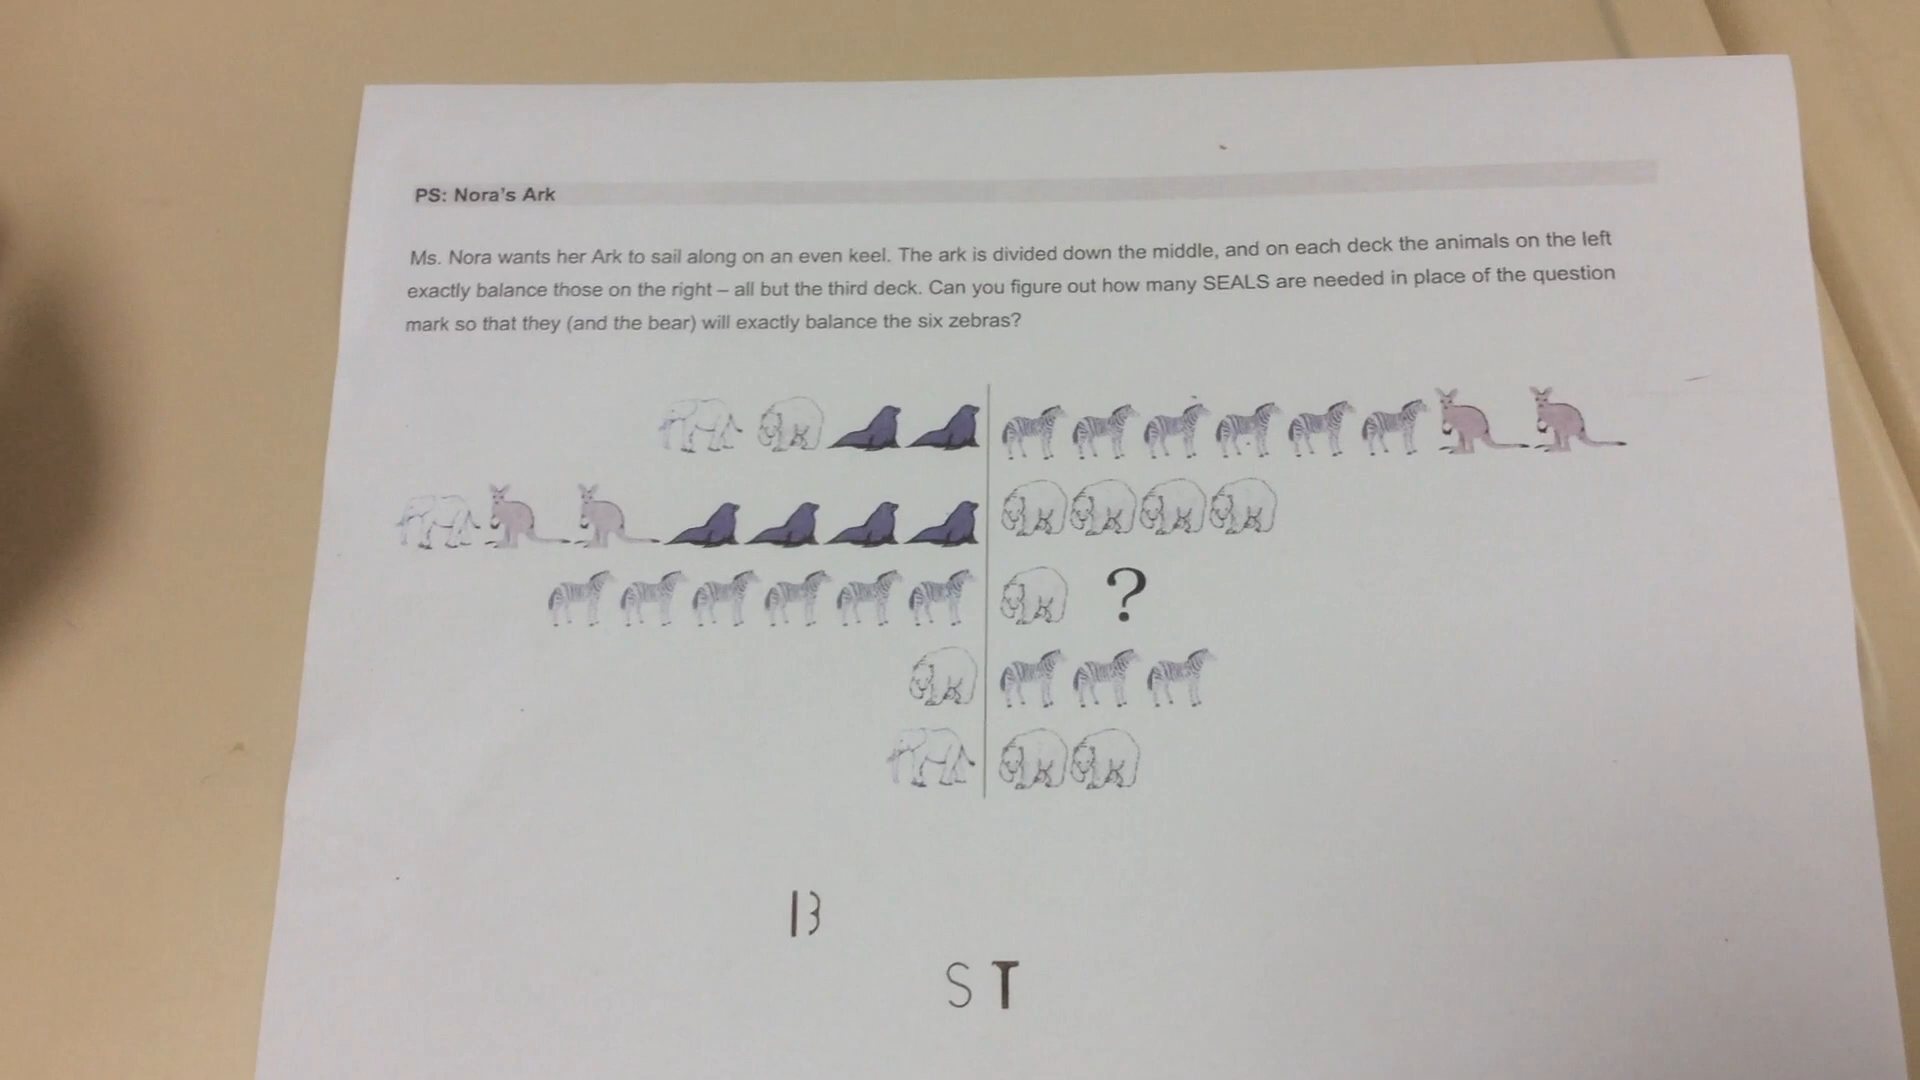 PS: Nora's Ark
Ms. Nora wants her Ark to sail along on an even keel. The ark is divided down the middle, and on each deck the animals on the left
exactly balance those on the right – all but the third deck. Can you figure out how many SEALS are needed in place of the question
mark so that they (and the bear) will exactly balance the six zebras?
?
13
ST